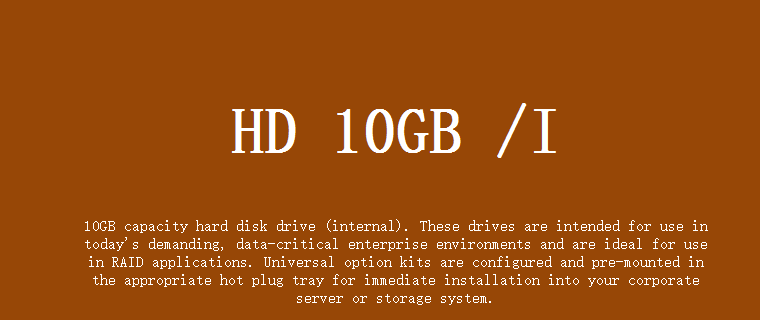 HD 10GB /I
10GB capacity hard disk drive (internal). These drives are intended for use in
today's demanding, data-critical enterprise environments and are ideal for use
in RAID applications. Universal option kits are configured and pre-mounted in
the appropriate hot plug tray for immediate installation into your corporate
server or storage system.